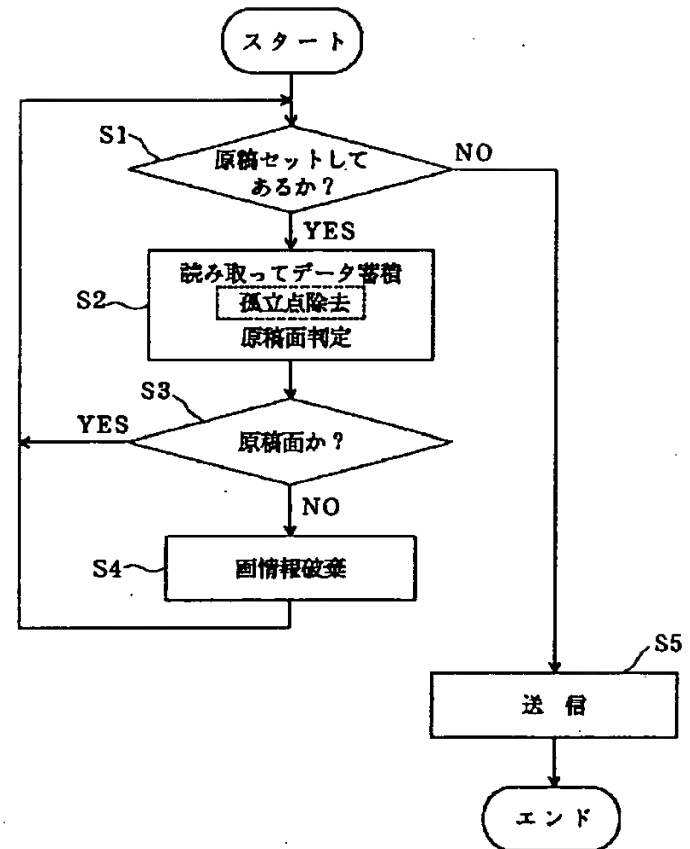 スタート
S1
原稿セットして
あるか?
NO
YES
S2
読み取ってデータ蓄積
孤立点除去
原稿面判定
S3
YES
原稿面か?
NO
S4
画情報破棄
S5
送 信
エンド